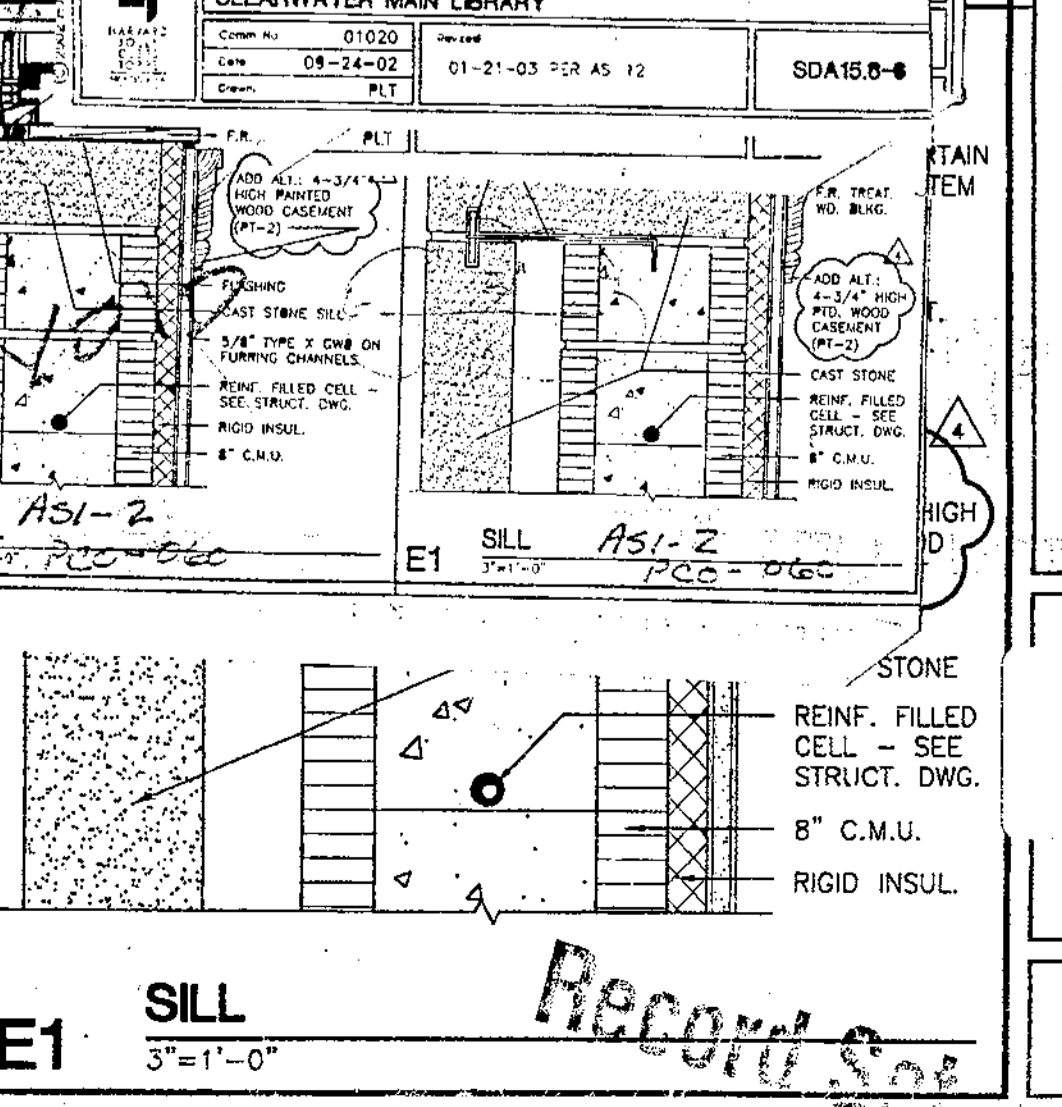 CLEARWATER MAIN LIBRARY
Comm No 01020
Date 09-24-02
Drawn PLT
Revised
01-21-03 PER
SDA15.8-6
F.R.
PLT
ADD ALT.: 4-3/4"
HIGH PAINTED
WOOD CASEMENT
(PT-2)
FLASHING
CAST STONE SILL
5/8" TYPE X GWB ON
FURRING CHANNELS.
REINF. FILLED CELL -
SEE STRUCT. DWG.
RIGID INSUL.
8" C.M.U.
ASI-2
PCO-060
F.R. TREAT.
WD. BLKG.
4
ADD ALT.:
4-3/4" HIGH
PTD. WOOD
CASEMENT
(PT-2)
CAST STONE
REINF. FILLED
CELL - SEE
STRUCT. DWG.
8" C.M.U.
RIGID INSUL.
E1
SILL
3"=1'-0"
ASI-2
PCO-060
RTAIN
TEM
T.
4
HIGH
D
STONE
REINF. FILLED
CELL – SEE
STRUCT. DWG.
8" C.M.U.
RIGID INSUL.
E1
SILL
3"=1'-0"
Record Set